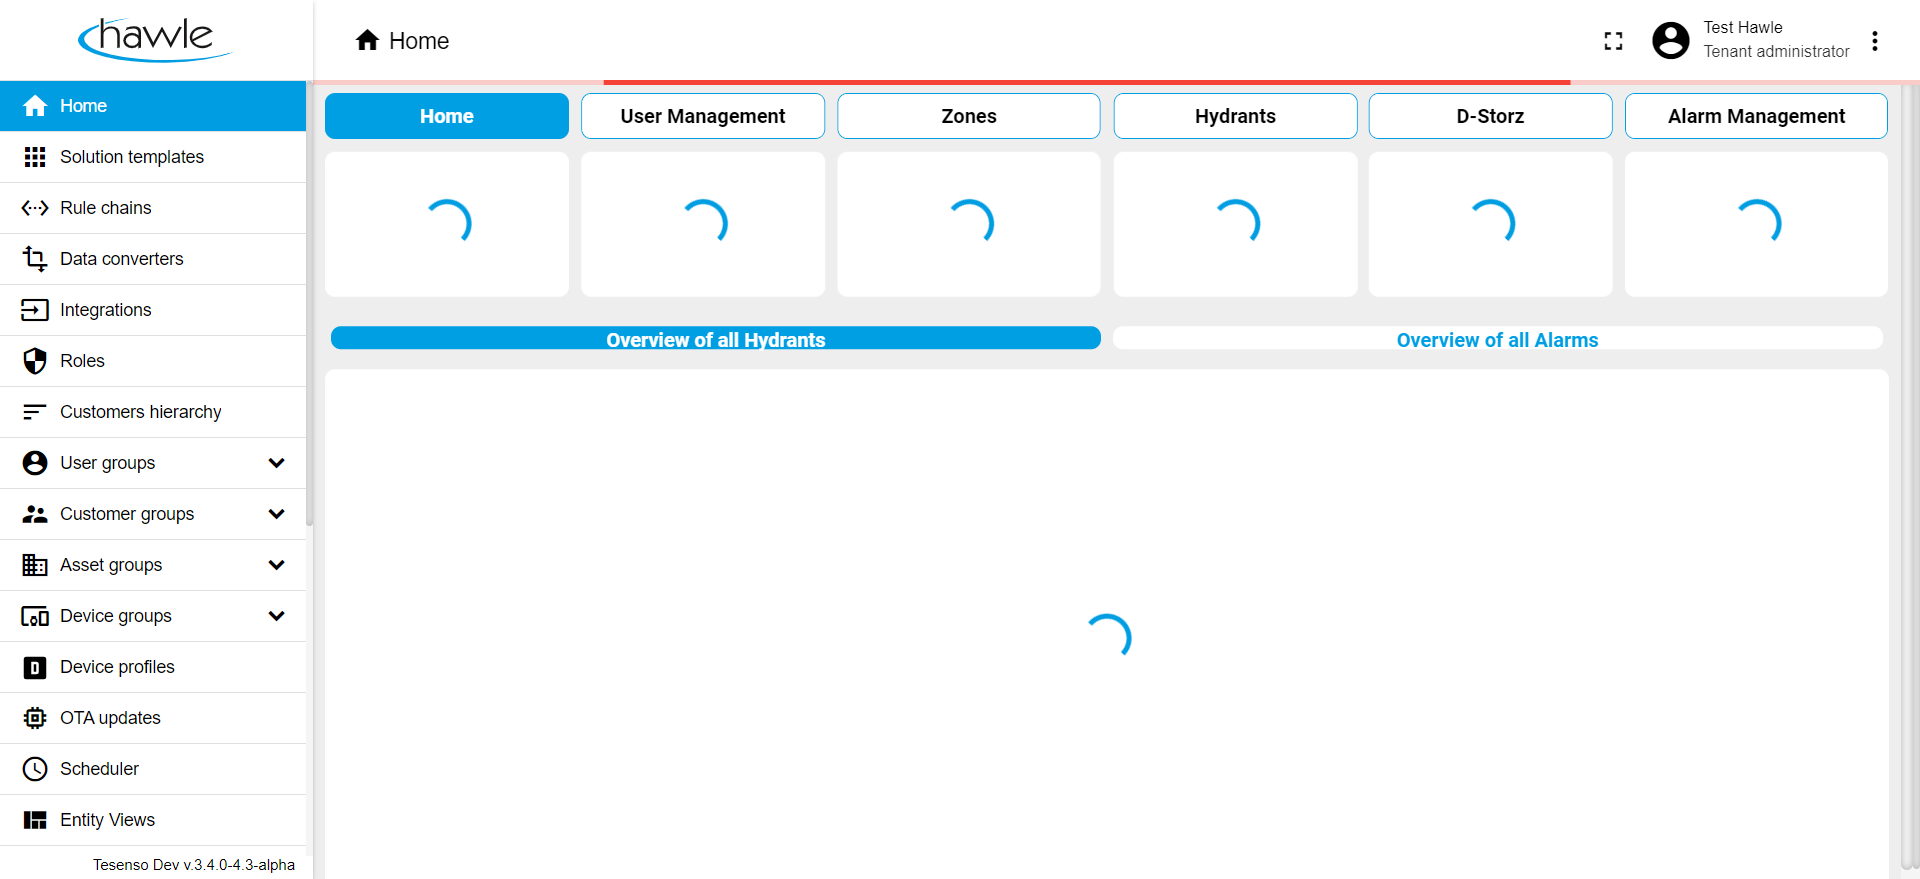 hawle
Home
Test Hawle
Tenant administrator
Home
Solution templates
Rule chains
Data converters
Integrations
Roles
Customers hierarchy
User groups
Customer groups
Asset groups
Device groups
D
Device profiles
OTA updates
Scheduler
Entity Views
Tesenso Dev v.3.4.0-4.3-alpha
Home
User Management
Zones
Hydrants
D-Storz
Alarm Management
Overview of all Hydrants
Overview of all Alarms